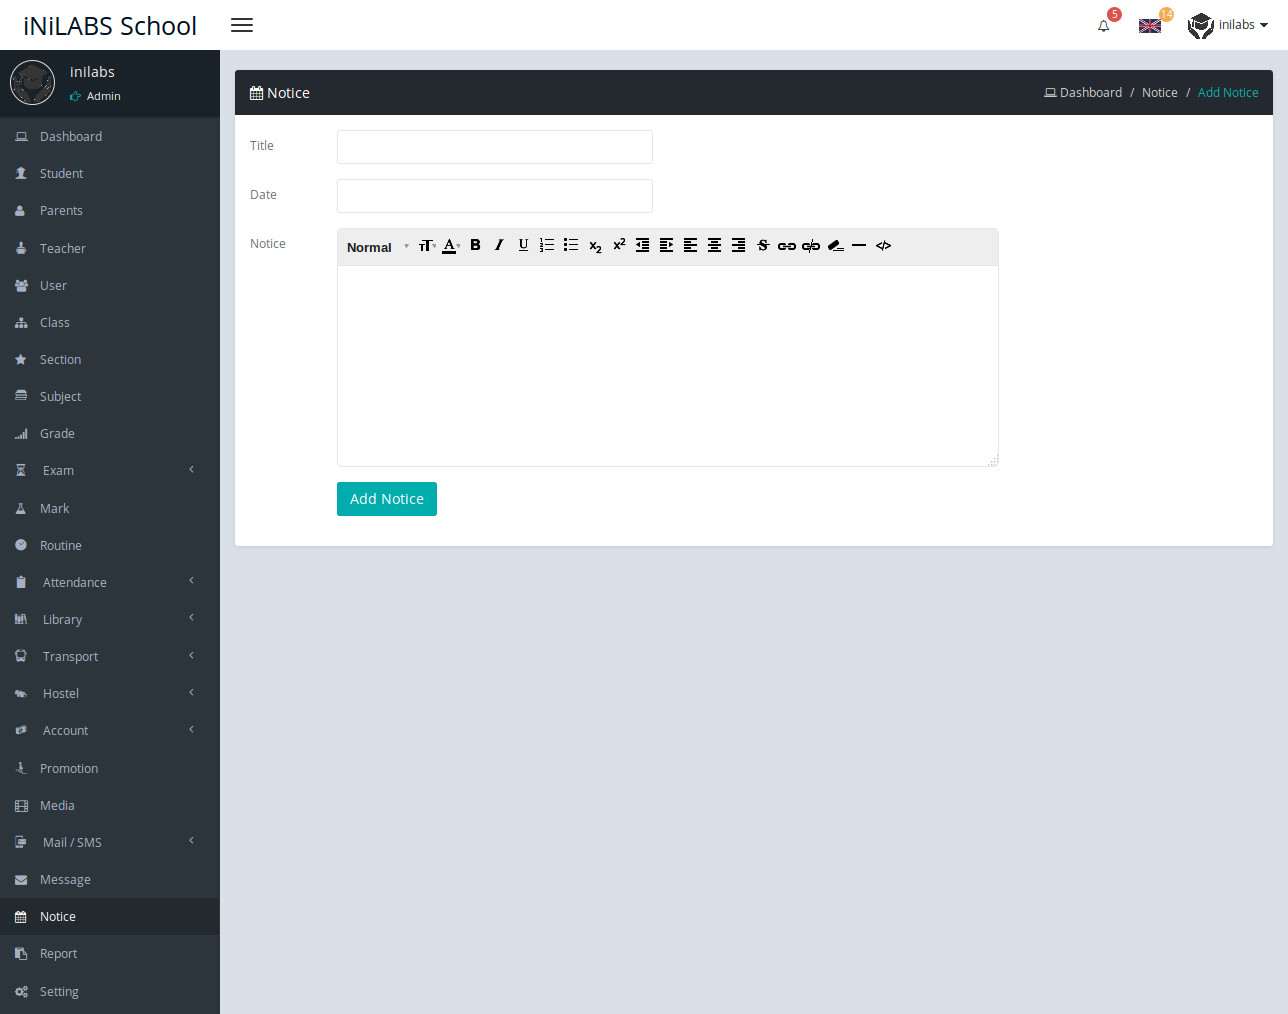 iNiLABS School
5
14
inilabs
inilabs
Admin
Dashboard
Student
Parents
Teacher
User
Class
Section
Subject
Grade
Exam
Mark
Routine
Attendance
Library
Transport
Hostel
Account
Promotion
Media
Mail / SMS
Message
Notice
Report
Setting
Notice
Dashboard / Notice / Add Notice
Title
Date
Notice
Normal
Add Notice